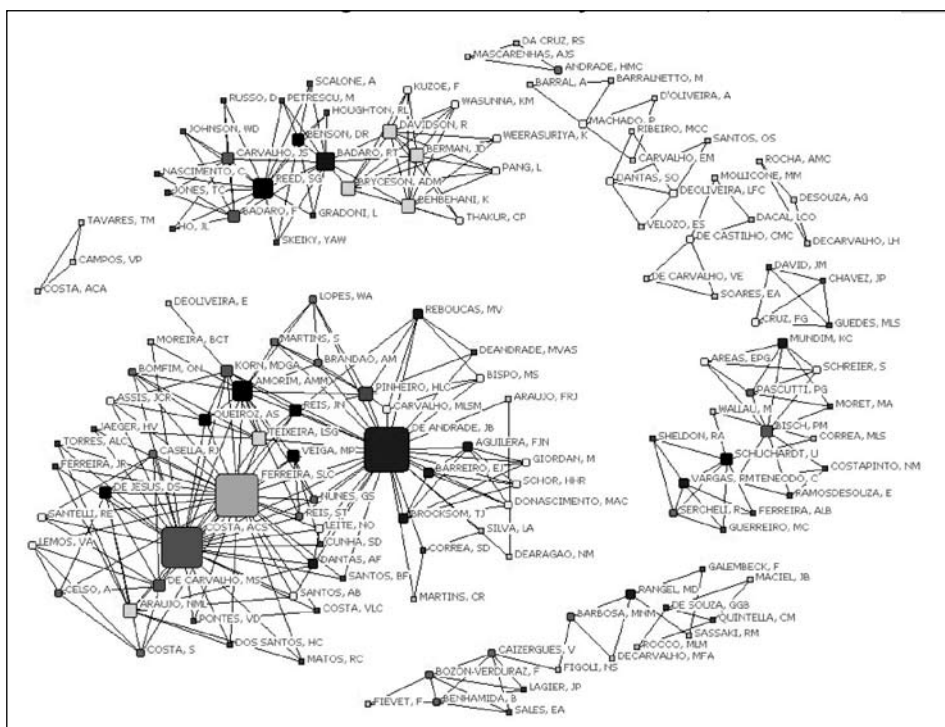 DA CRUZ, RS
MASCARENHAS, AJS
ANDRADE, HMC
SCALONE, A
KUZOE, F
BARRAL, A
BARRALNETTO, M
RUSSO, D
PETRESCU, M
WASUNNA, KM
D'OLIVEIRA, A
HOUGHTON, RL
MACHADO, P
JOHNSON, WD
BENSON, DR
DAVIDSON, R
WEERASURIYA, K
RIBEIRO, MCC
SANTOS, OS
CARVALHO, JS
BADARO, RT
BERMAN, JD
CARVALHO, EM
ROCHA, AMC
NASCIMENTO, C
REED, SG
BRYCESON, ADM
PANG, L
DANTAS, SO
MOLLICONE, MM
JONES, TC
DEOLIVEIRA, LFC
DESOUZA, AG
BADARO, F
GRADONI, L
BEHBEHANI, K
DACAL, LCO
TAVARES, TM
HO, JL
THAKUR, CP
VELOZO, ES
DE CASTILHO, CMC
DECARVALHO, LH
SKEIKY, YAW
CAMPOS, VP
DAVID, JM
DE CARVALHO, VE
CHAVEZ, JP
COSTA, ACA
SOARES, EA
DEOLIVEIRA, E
LOPES, WA
REBOUCAS, MV
CRUZ, FG
GUEDES, MLS
MOREIRA, BCT
MARTINS, S
MUNDIM, KC
BRANDAO, AM
DEANDRADE, MVAS
BOMFIM, ON
KORN, MDGA
AREAS, EPG
SCHREIER, S
AMORIM, AMM
PINHEIRO, HLC
BISPO, MS
PASCUTTI, PG
ASSIS, JCR
QUEIROZ, AS
REIS, JN
CARVALHO, MLSM
ARAUJO, FRJ
WALLAU, M
MORET, MA
JAEGER, HV
TEIXEIRA, LSG
DE ANDRADE, JB
BISCH, PM
TORRES, ALC
CASELLA, RJ
VEIGA, MP
AGUILERA, FJN
SHELDON, RA
CORREA, MLS
FERREIRA, JR
FERREIRA, SLC
BARREIRO, EJ
GIORDAN, M
SCHUCHARDT, U
COSTAPINTO, NM
DE JESUS, DS
NUNES, GS
SCHOR, HHR
VARGAS, RMTENEODO, C
SANTELLI, RE
REIS, ST
DONASCIMENTO, MAC
RAMOSDESOUZA, E
COSTA, ACS
LEITE, NO
BROCKSOM, TJ
SERCHELI, R
FERREIRA, ALB
LEMOS, VA
CUNHA, SD
SILVA, LA
GUERREIRO, MC
DANTAS, AF
CORREA, SD
DEARAGAO, NM
CELSO, A
DE CARVALHO, MS
SANTOS, BF
SANTOS, AB
MARTINS, CR
GALEMBECK, F
ARAUJO, NML
COSTA, VLC
RANGEL, MD
MACIEL, JB
PONTES, VD
BARBOSA, MNM
DE SOUZA, GGB
QUINTELLA, CM
COSTA, S
DOS SANTOS, HC
SASSAKI, RM
MATOS, RC
CAIZERGUES, V
ROCCO, MLM
DECARVALHO, MFA
BOZON-VERDURAZ, F
FIGOLI, NS
LAGIER, JP
FIEVET, F
BENHAMIDA, B
SALES, EA